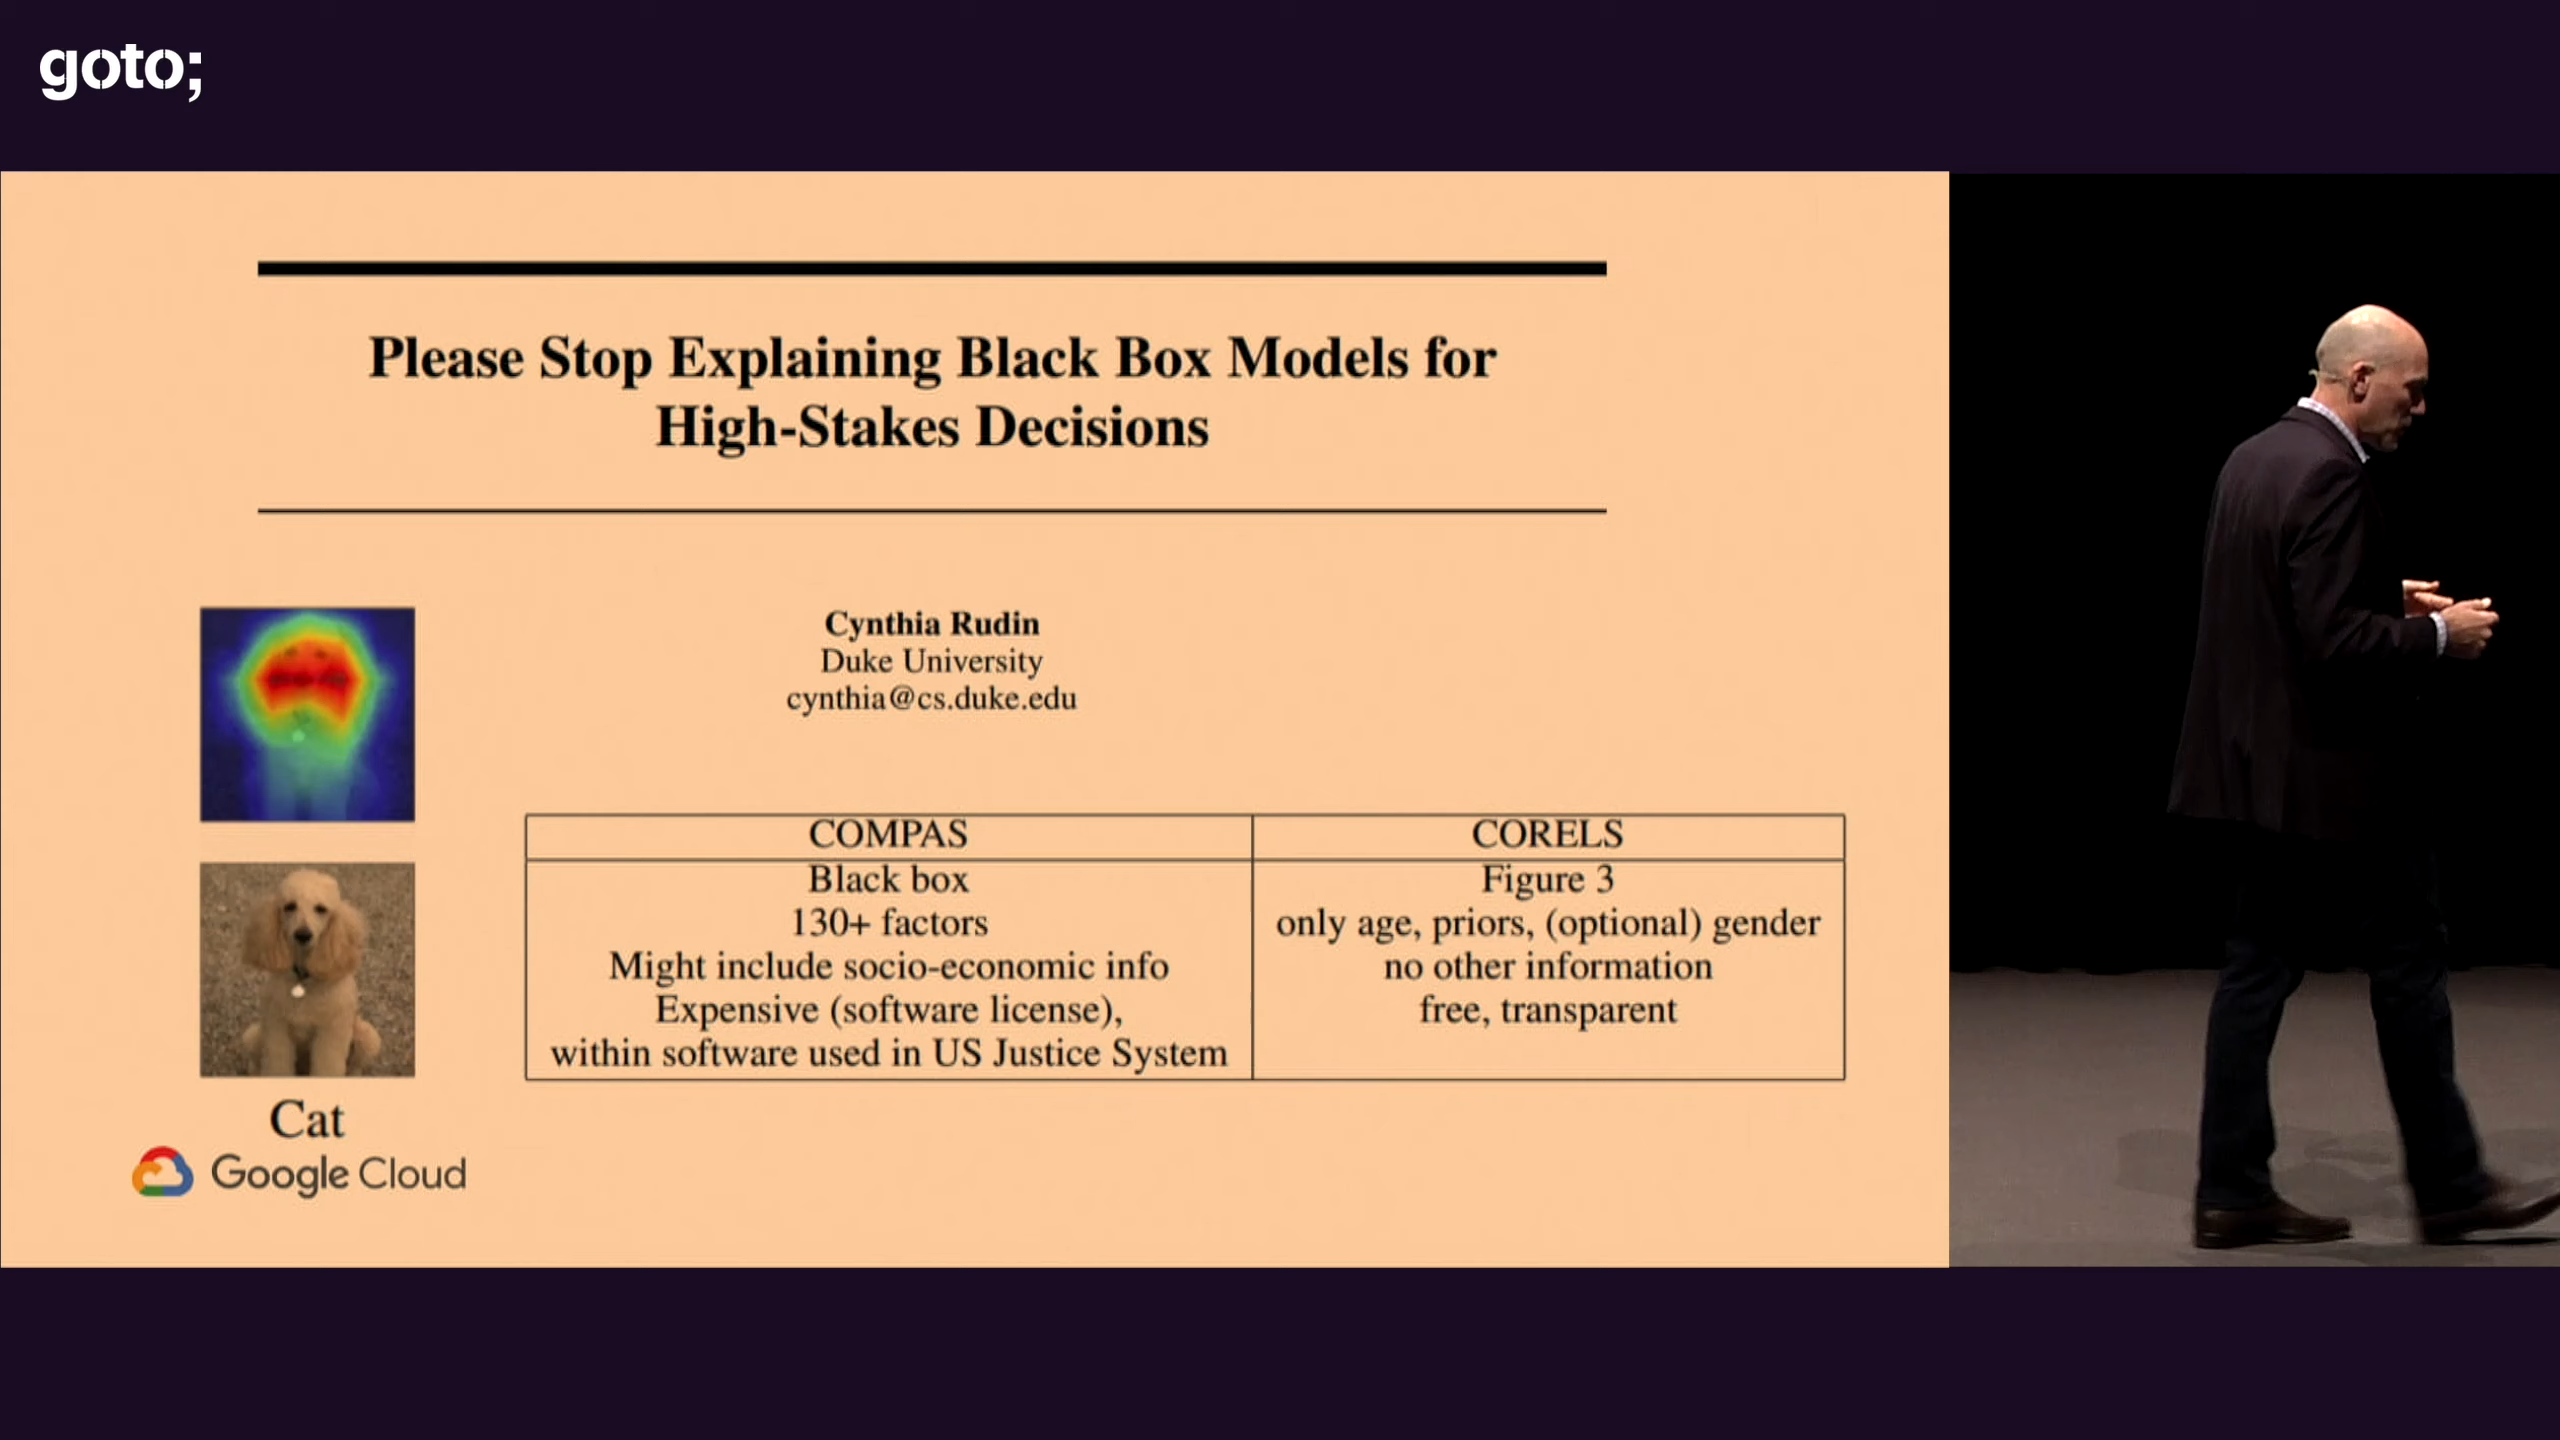 goto;
Please Stop Explaining Black Box Models for
High-Stakes Decisions
Cynthia Rudin
Duke University
cynthia@cs.duke.edu
COMPAS
Black box
130+ factors
Might include socio-economic info
Expensive (software license),
within software used in US Justice System
CORELS
Figure 3
only age, priors, (optional) gender
no other information
free, transparent
Cat
Google Cloud